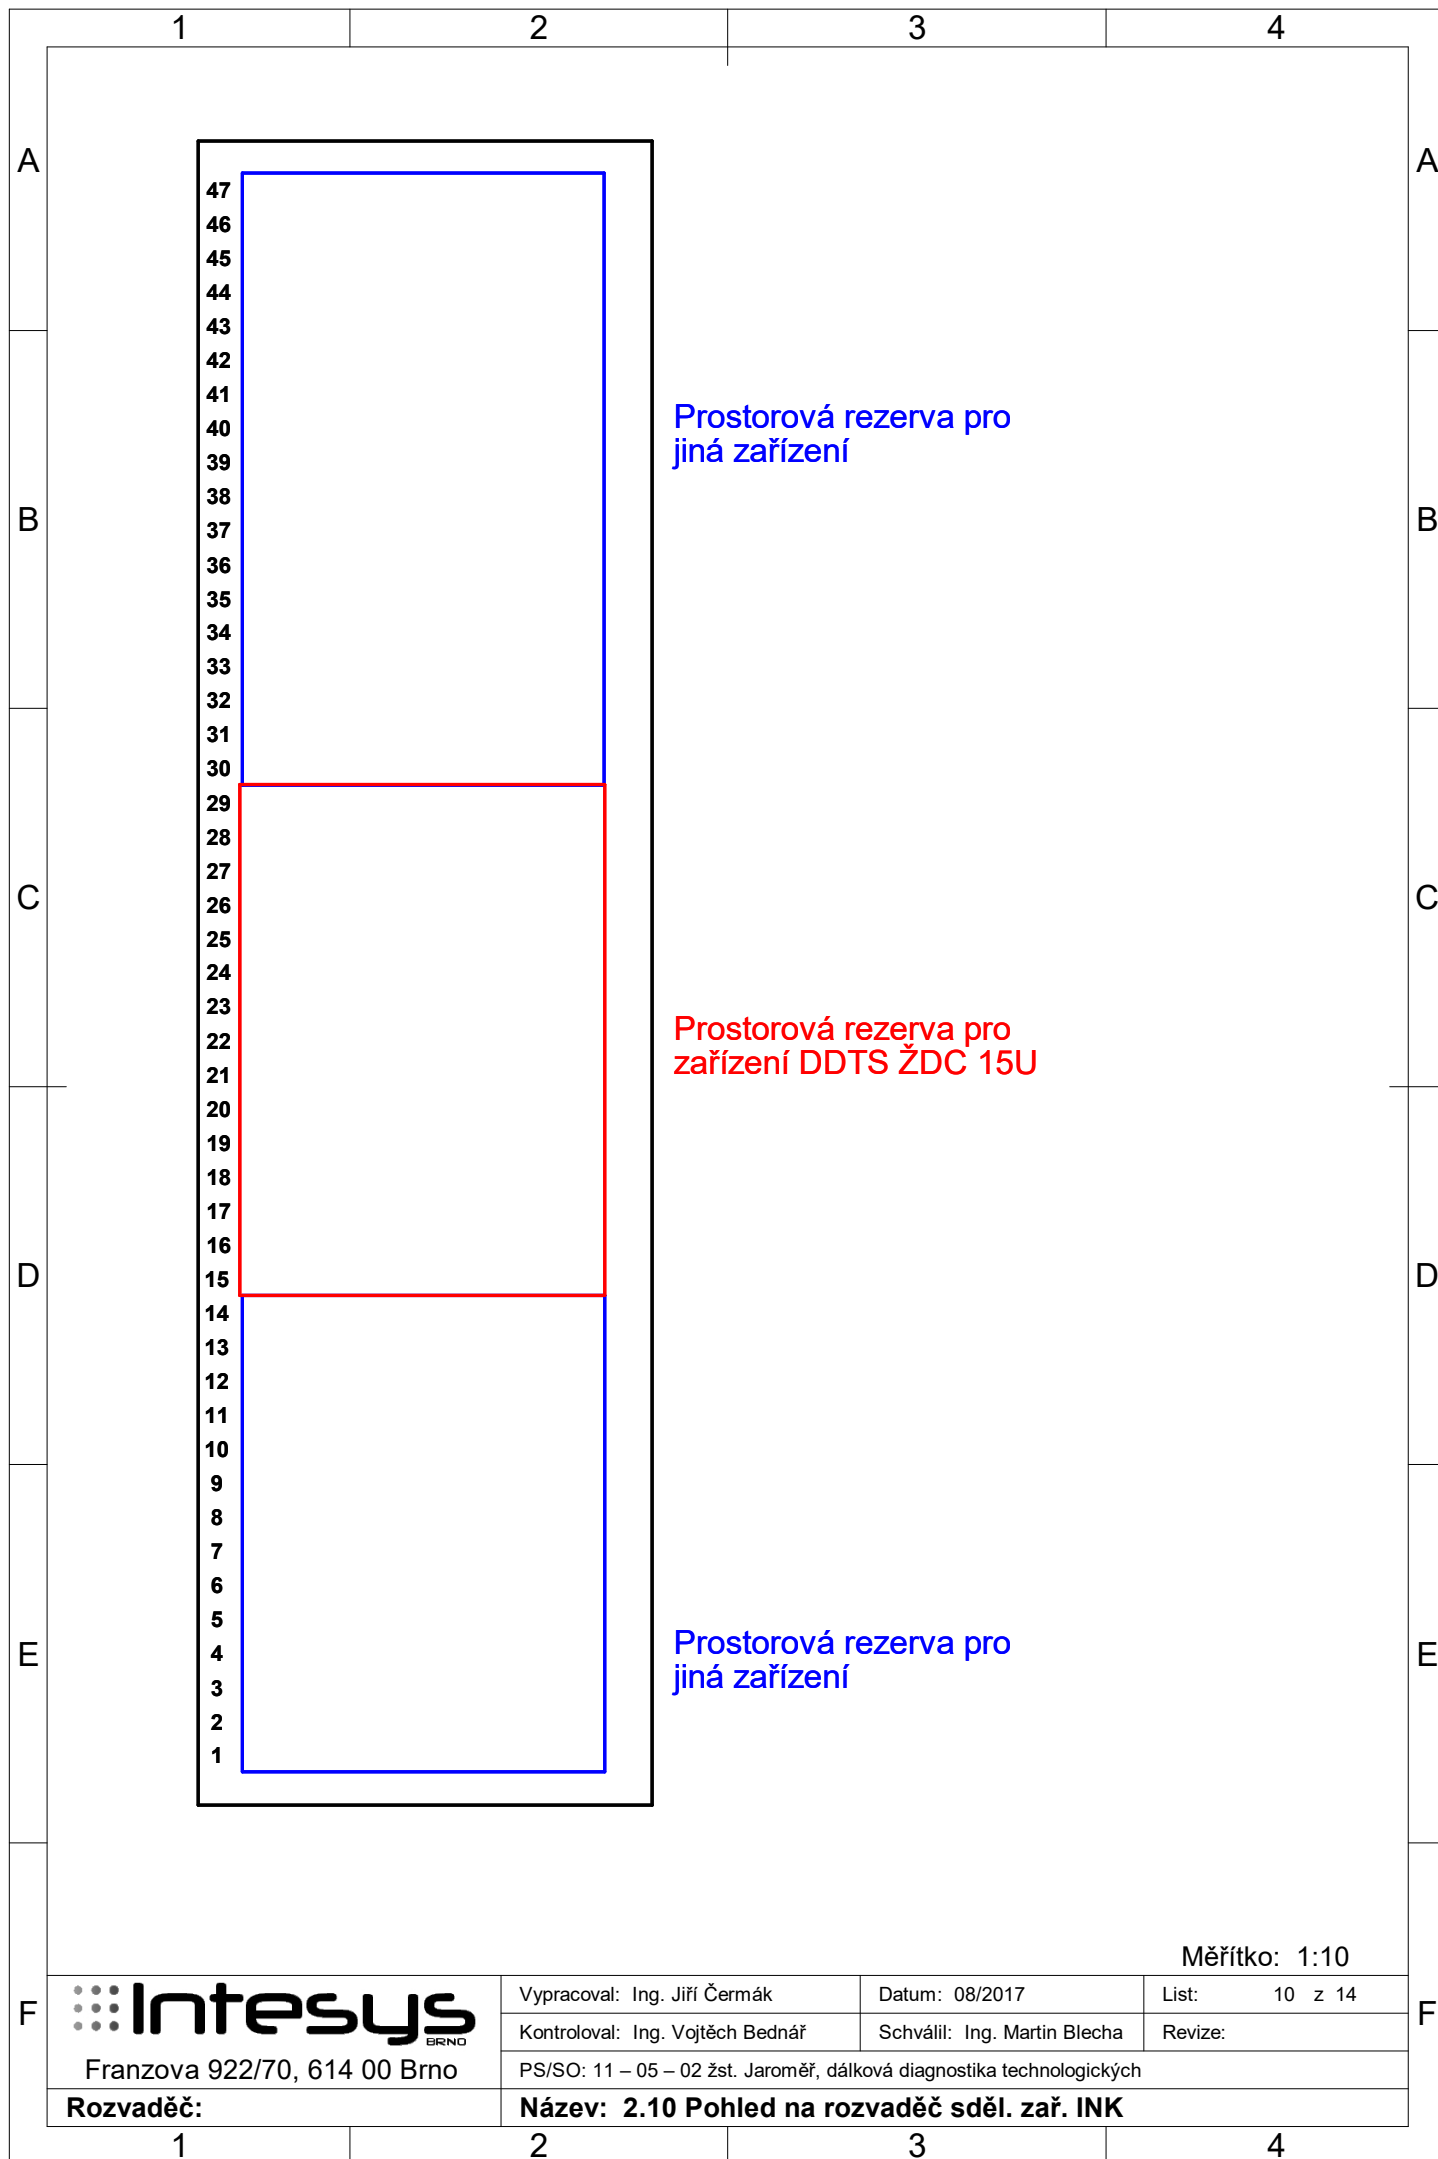 1 2 3 4
A A
47
46
45
44
43
42
41
Prostorová rezerva pro
40
jiná zařízení
39
38
37
B B
36
35
34
33
32
31
30
29
28
27
26
C C
25
24
23
22
Prostorová rezerva pro
zařízení DDTS ŽDC 15U
21
20
19
18
17
16
15
D D
14
13
12
11
10
9
8
7
6
5
4
Prostorová rezerva pro
jiná zařízení
E E
3
2
1
Měřítko: 1:10
F F
Intesys
BRNO
Franzova 922/70, 614 00 Brno
Vypracoval: Ing. Jiří Čermák Datum: 08/2017 List: 10 z 14
Kontroloval: Ing. Vojtěch Bednář Schválil: Ing. Martin Blecha Revize:
PS/SO: 11 – 05 – 02 žst. Jaroměř, dálková diagnostika technologických
Rozvaděč: Název: 2.10 Pohled na rozvaděč sděl. zař. INK
1 2 3 4